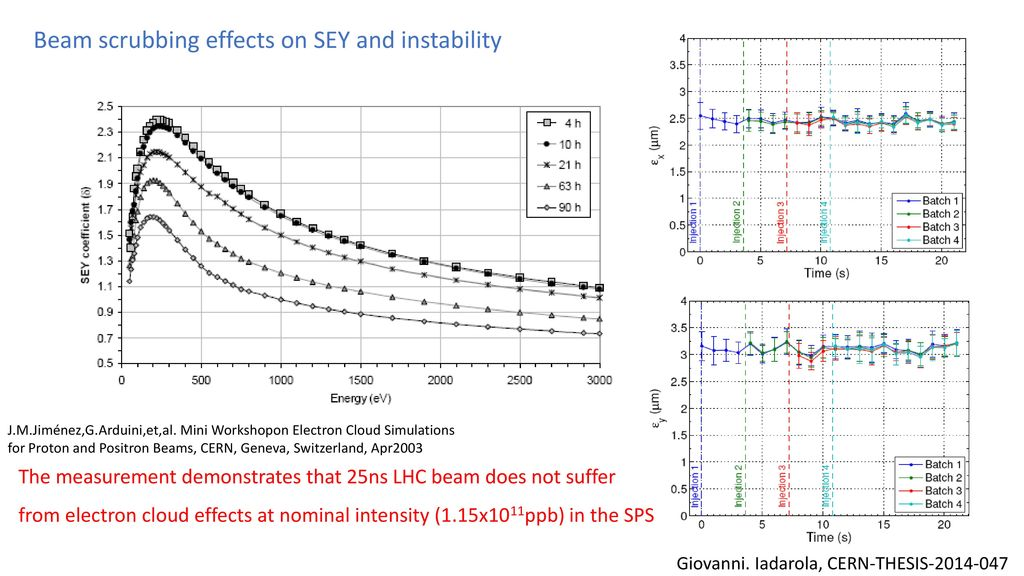 Beam scrubbing effects on SEY and instability
2.5
2.3
2.1
1.9
1.7
1.5
1.3
1.1
0.9
0.7
0.5
SEY coefficient (δ)
0
500
1000
1500
2000
2500
3000
Energy (eV)
4 h
10 h
21 h
63 h
90 h
4
3.5
3
2.5
2
1.5
1
0.5
0
εx (μm)
Injection 1
Injection 2
Injection 3
Injection 4
Batch 1
Batch 2
Batch 3
Batch 4
0
5
10
15
20
Time (s)
4
3.5
3
2.5
2
1.5
1
0.5
0
εy (μm)
Injection 1
Injection 2
Injection 3
Injection 4
Batch 1
Batch 2
Batch 3
Batch 4
0
5
10
15
20
Time (s)
J.M.Jiménez,G.Arduini,et,al. Mini Workshopon Electron Cloud Simulations
for Proton and Positron Beams, CERN, Geneva, Switzerland, Apr2003
The measurement demonstrates that 25ns LHC beam does not suffer
from electron cloud effects at nominal intensity (1.15x10¹¹ppb) in the SPS
Giovanni. Iadarola, CERN-THESIS-2014-047